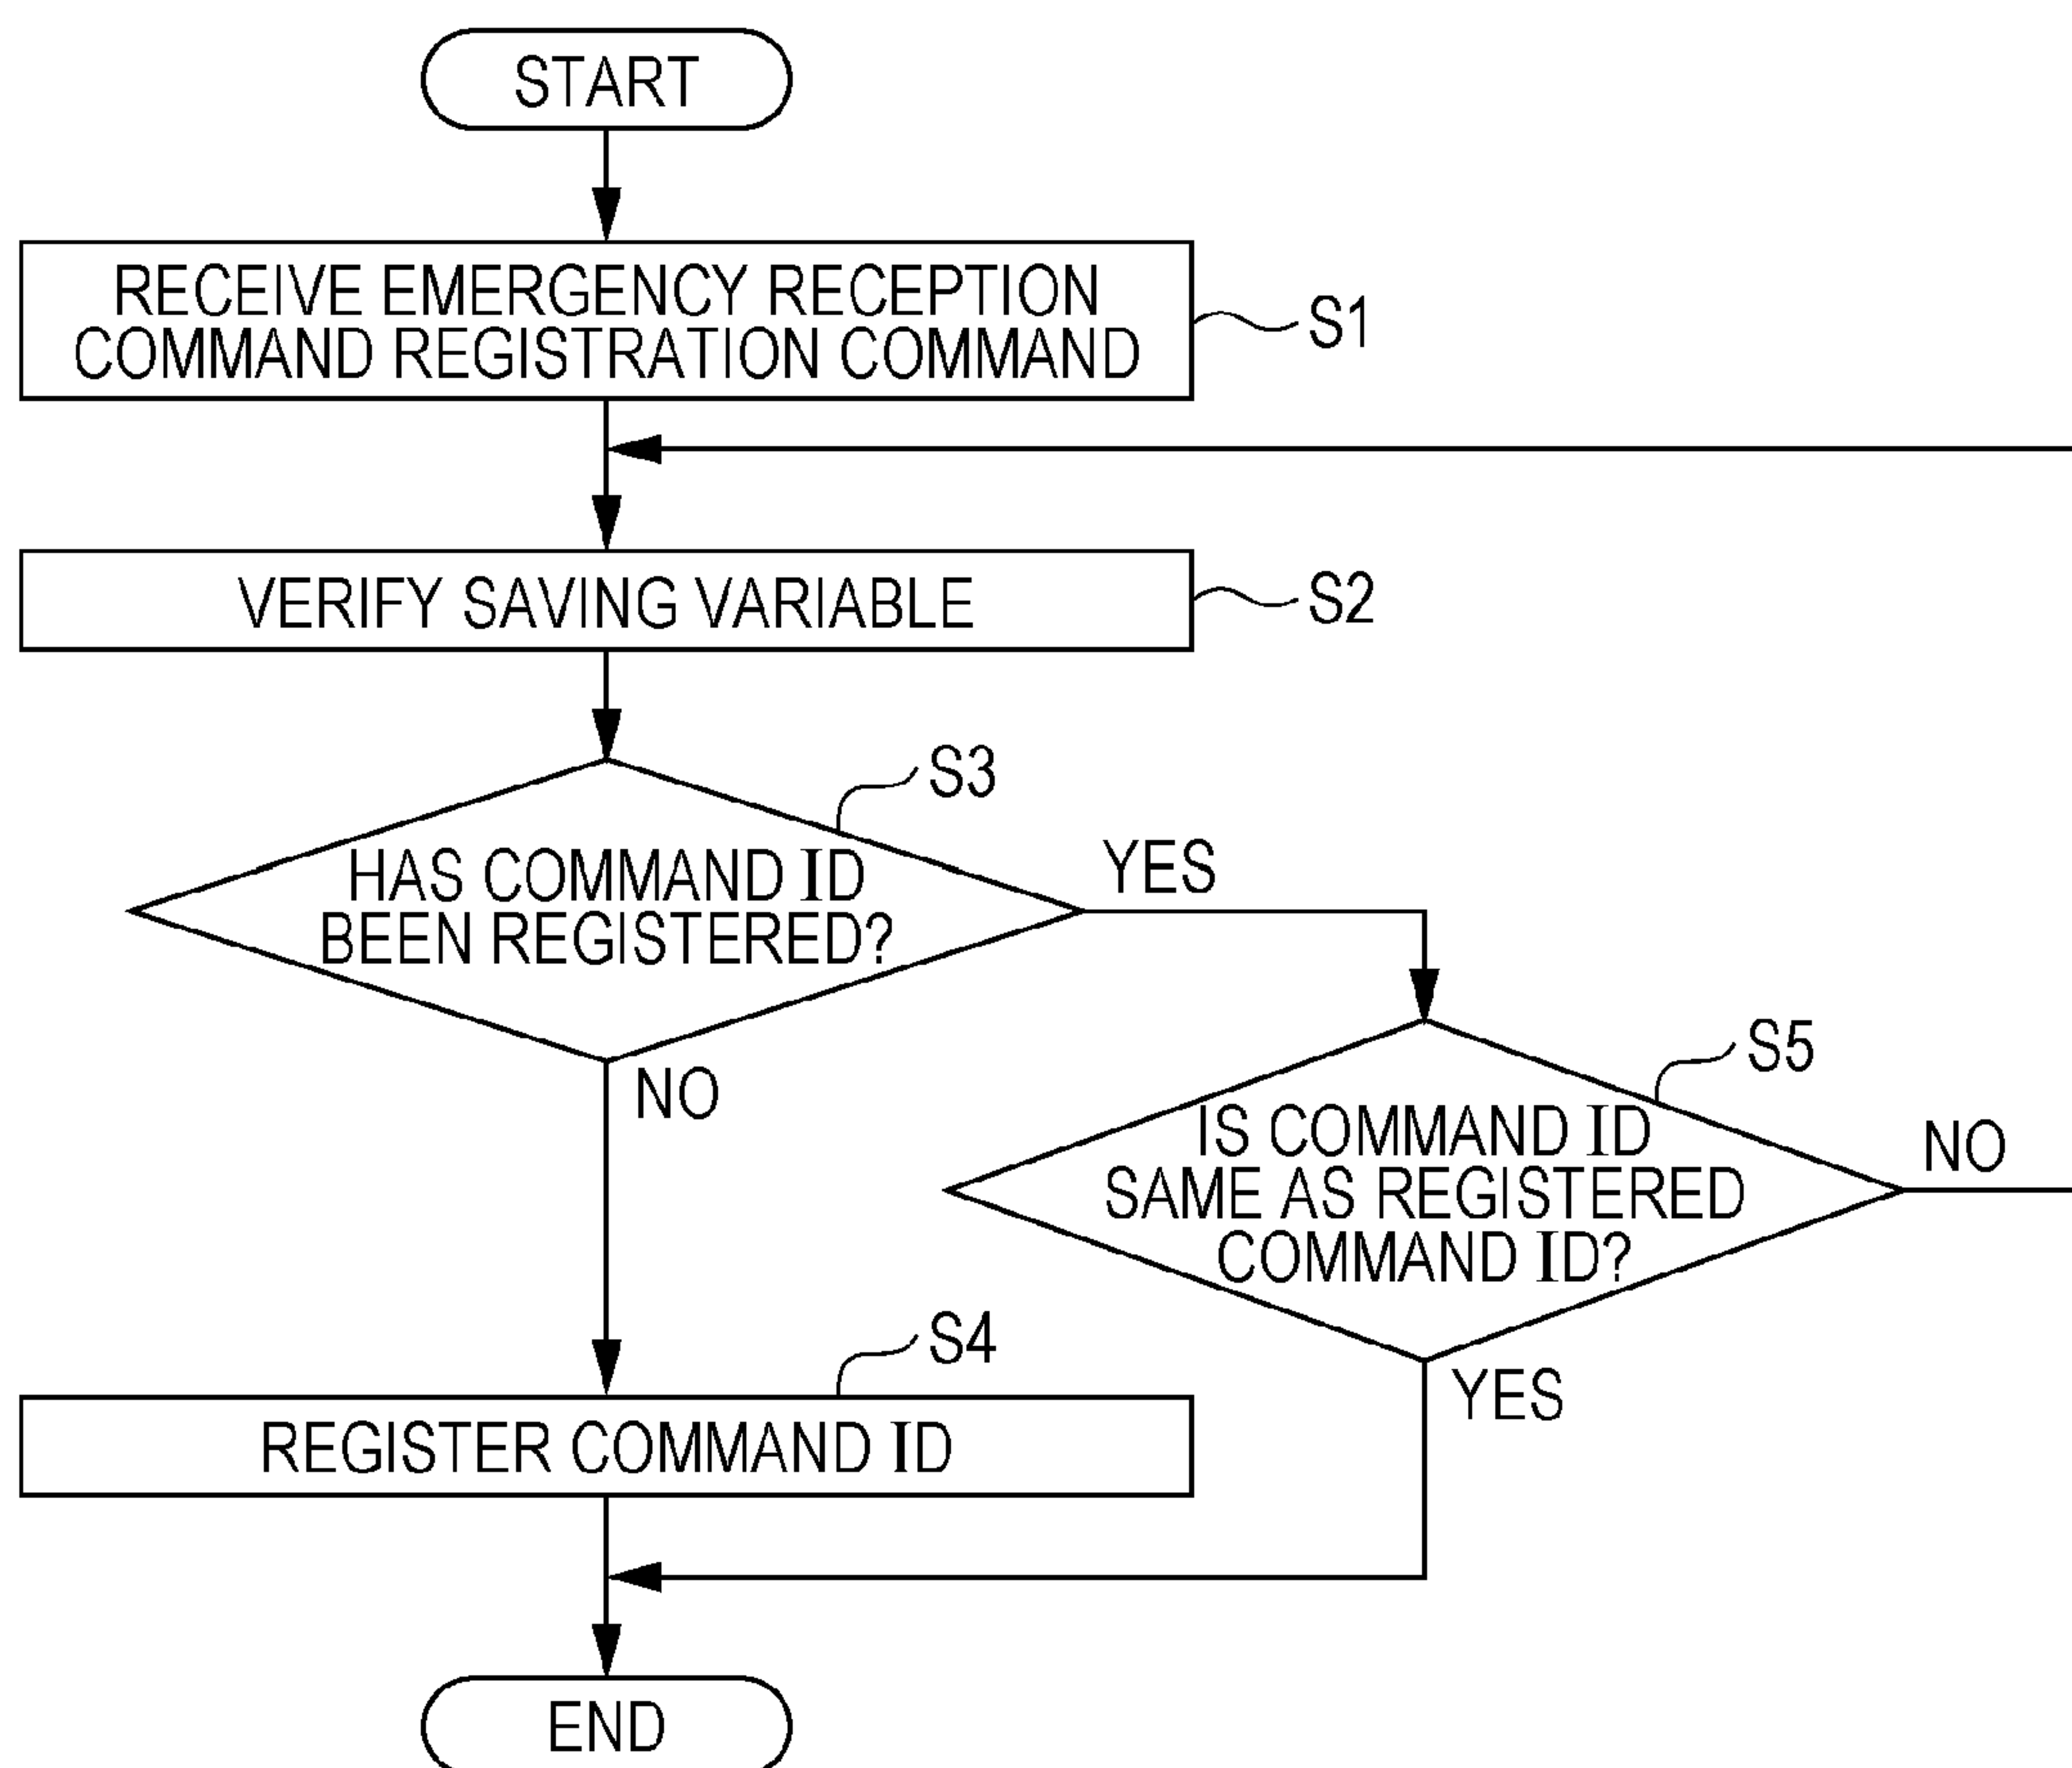 START
RECEIVE EMERGENCY RECEPTION
COMMAND REGISTRATION COMMAND
S1
VERIFY SAVING VARIABLE
S2
S3
HAS COMMAND ID
BEEN REGISTERED?
YES
NO
S5
IS COMMAND ID
SAME AS REGISTERED
COMMAND ID?
NO
YES
S4
REGISTER COMMAND ID
END